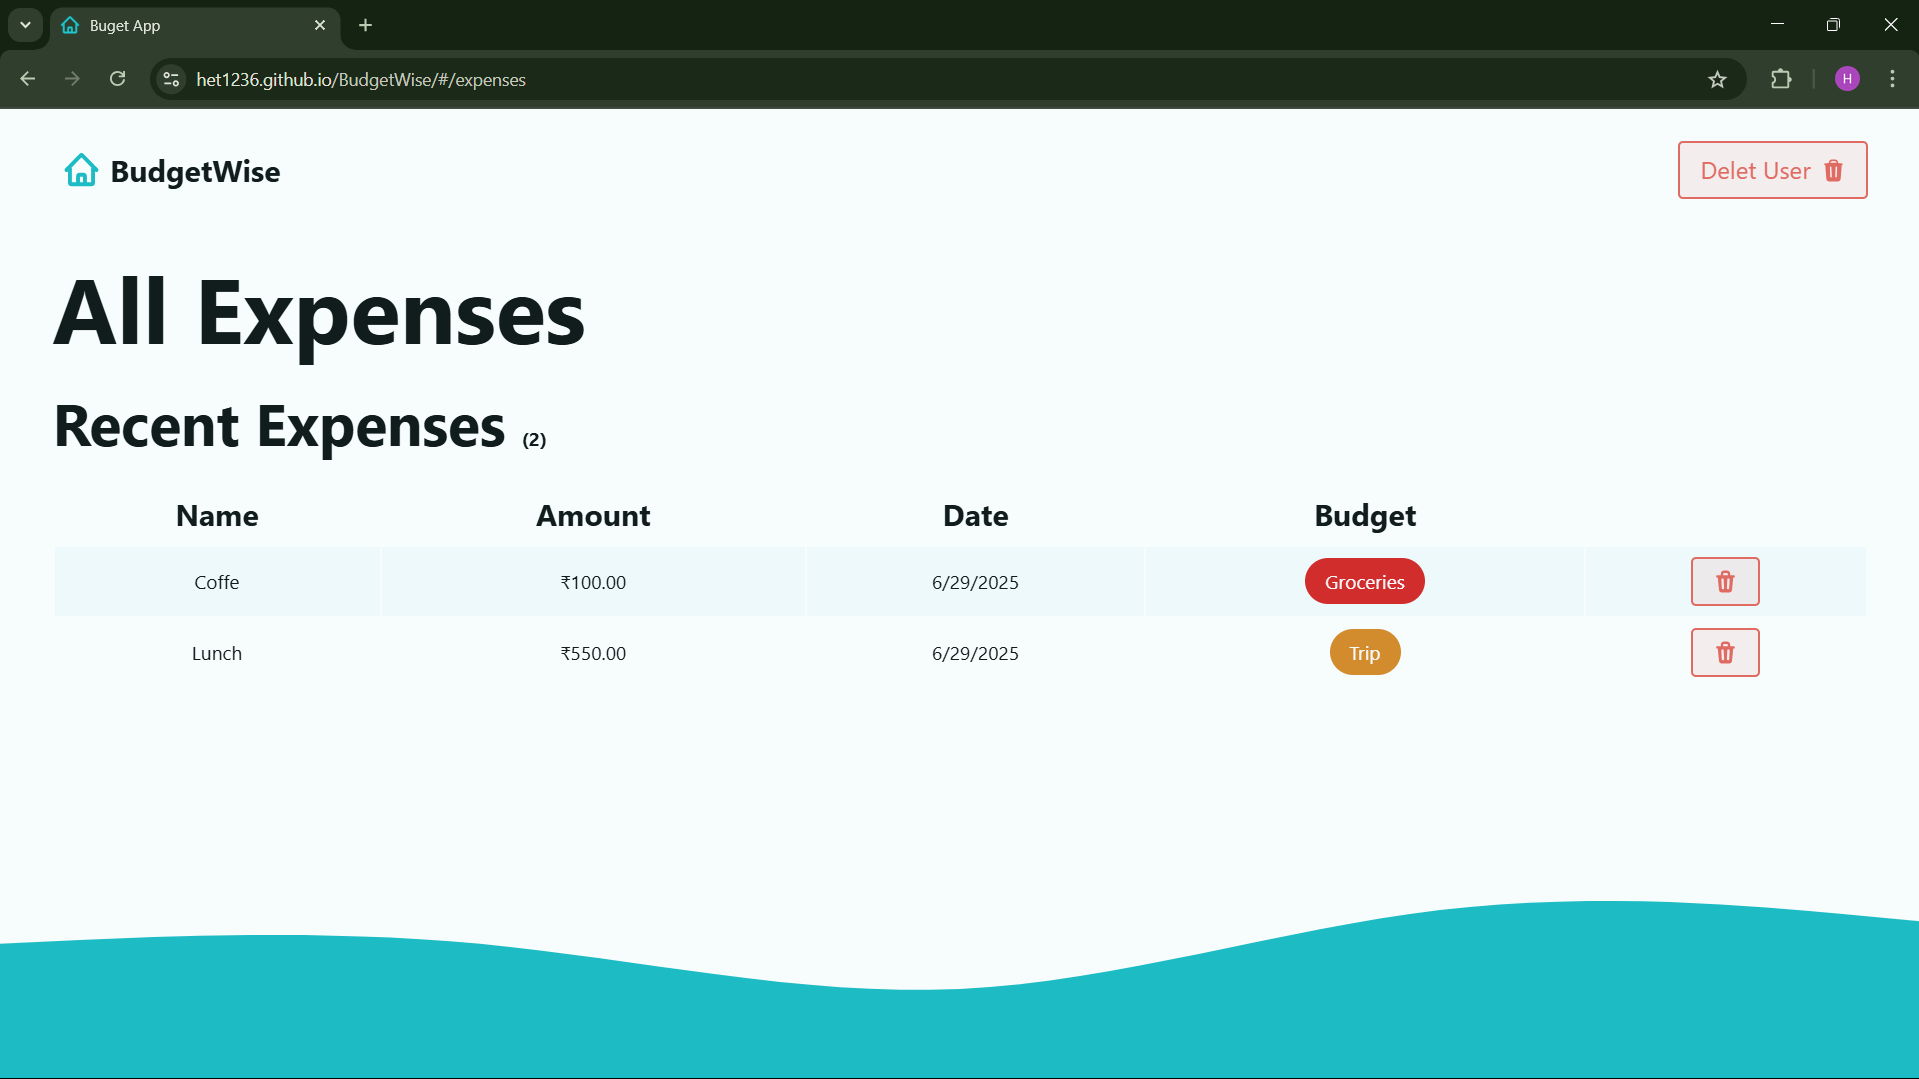 Buget App
het1236.github.io/BudgetWise/#/expenses
H
BudgetWise
Delet User
All Expenses
Recent Expenses (2)
Name Amount Date Budget
Coffe ₹100.00 6/29/2025 Groceries
Lunch ₹550.00 6/29/2025 Trip